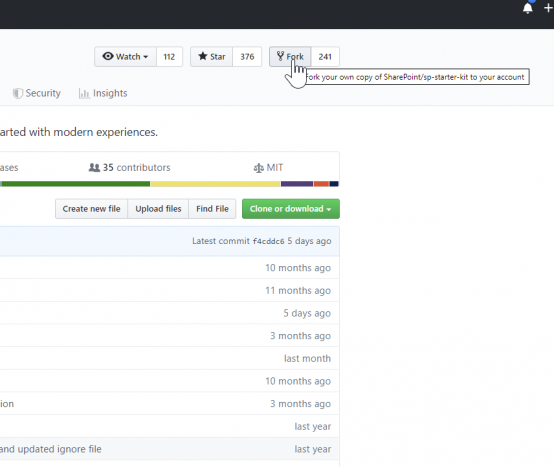 Watch 112 Star 376 Fork 241
Fork your own copy of SharePoint/sp-starter-kit to your account
Security Insights
arted with modern experiences.
ases 35 contributors MIT
Create new file Upload files Find File Clone or download
Latest commit f4cddc6 5 days ago
10 months ago
11 months ago
5 days ago
3 months ago
last month
10 months ago
ion 3 months ago
last year
and updated ignore file last year